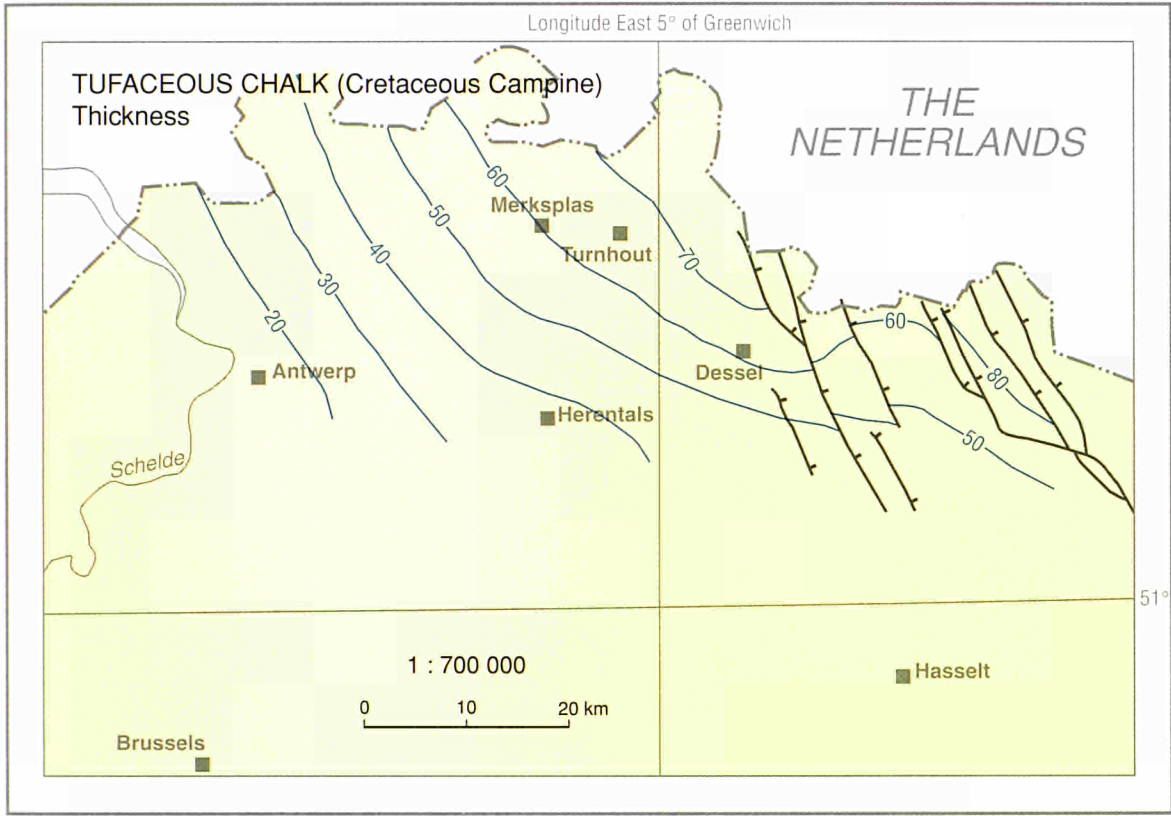 Longitude East 5° of Greenwich
TUFACEOUS CHALK (Cretaceous Campine)
Thickness
THE
NETHERLANDS
60
Merksplas
50
Turnhout
40
70
30
20
60
Antwerp
Dessel
80
Herentals
50
Schelde
51°
1 : 700 000
Hasselt
0 10 20 km
Brussels